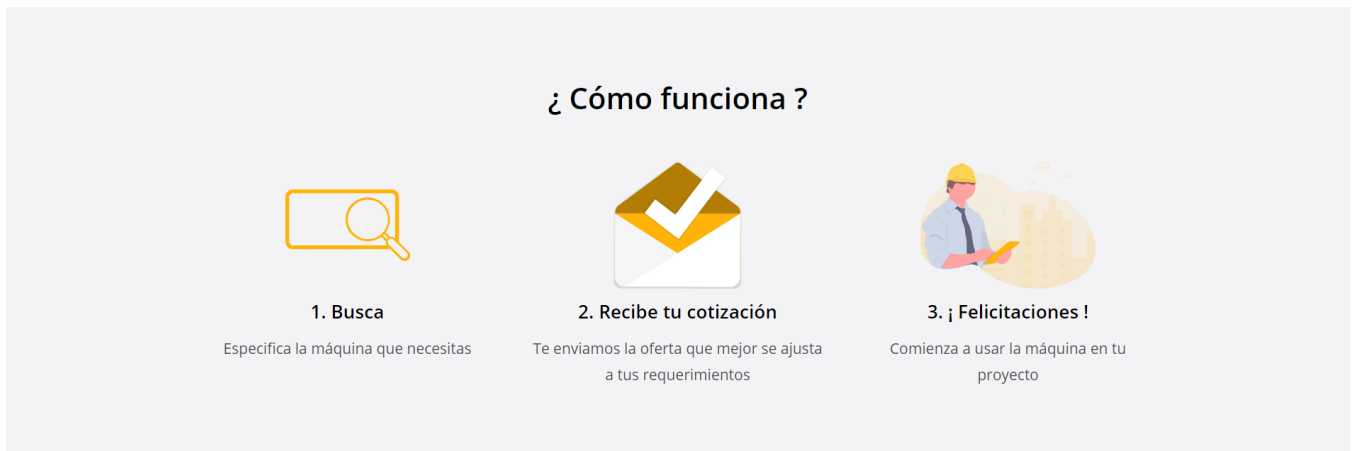 ¿ Cómo funciona ?
1. Busca
Especifica la máquina que necesitas
2. Recibe tu cotización
Te enviamos la oferta que mejor se ajusta
a tus requerimientos
3. ¡ Felicitaciones !
Comienza a usar la máquina en tu
proyecto